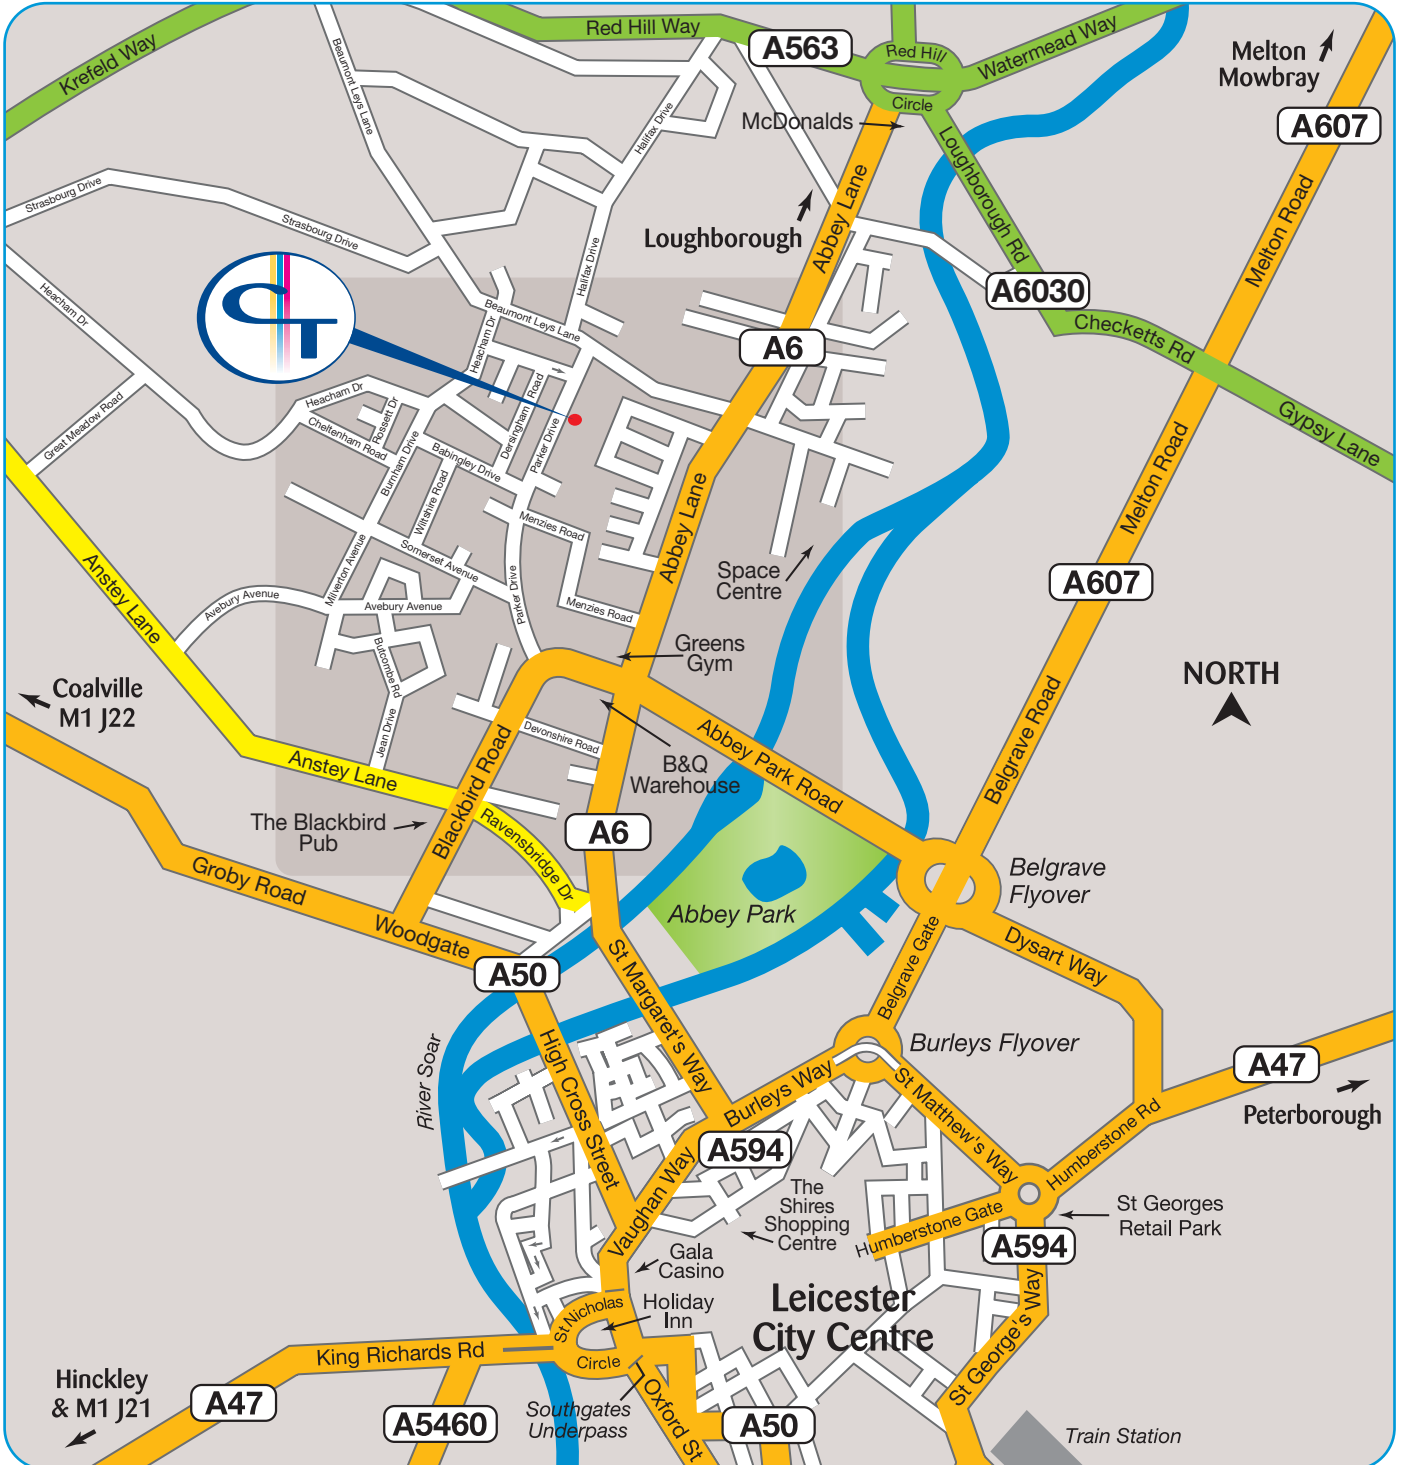 Krefeld Way
Red Hill Way
A563
Red Hill
Circle
Watermead Way
Melton
Mowbray
A607
McDonalds
Beaumont Leys Lane
Halifax Drive
Loughborough Rd
Abbey Lane
Melton Road
Strasbourg Drive
Strasbourg Drive
Loughborough
Halifax Drive
A6030
Checketts Rd
Heacham Dr
CT
Beaumont Leys Lane
Heacham Dr
A6
Gypsy Lane
Great Meadow Road
Heacham Dr
Rossett Dr
Cheltenham Road
Burnham Drive
Babingley Drive
Dersingham Road
Parker Drive
Melton Road
Wiltshire Road
Menzies Road
Abbey Lane
Anstey Lane
Milverton Avenue
Somerset Avenue
Space
Centre
A607
Avebury Avenue
Avebury Avenue
Parker Drive
Menzies Road
Butcombe Rd
Greens
Gym
NORTH
Coalville
M1 J22
Jean Drive
Devonshire Road
Abbey Park Road
Belgrave Road
Anstey Lane
Blackbird Road
B&Q
Warehouse
The Blackbird
Pub
Ravensbridge Dr
A6
Groby Road
Woodgate
Abbey Park
Belgrave
Flyover
Belgrave Gate
Dysart Way
A50
St Margaret's Way
River Soar
High Cross Street
Burleys Way
Burleys Flyover
St Matthew's Way
A47
Peterborough
Humberstone Rd
A594
Vaughan Way
The
Shires
Shopping
Centre
Humberstone Gate
St Georges
Retail Park
A594
Gala
Casino
Leicester
City Centre
St Nicholas
Circle
Holiday
Inn
St George's Way
King Richards Rd
Hinckley
& M1 J21
A47
A5460
Southgates
Underpass
Oxford St
A50
Train Station